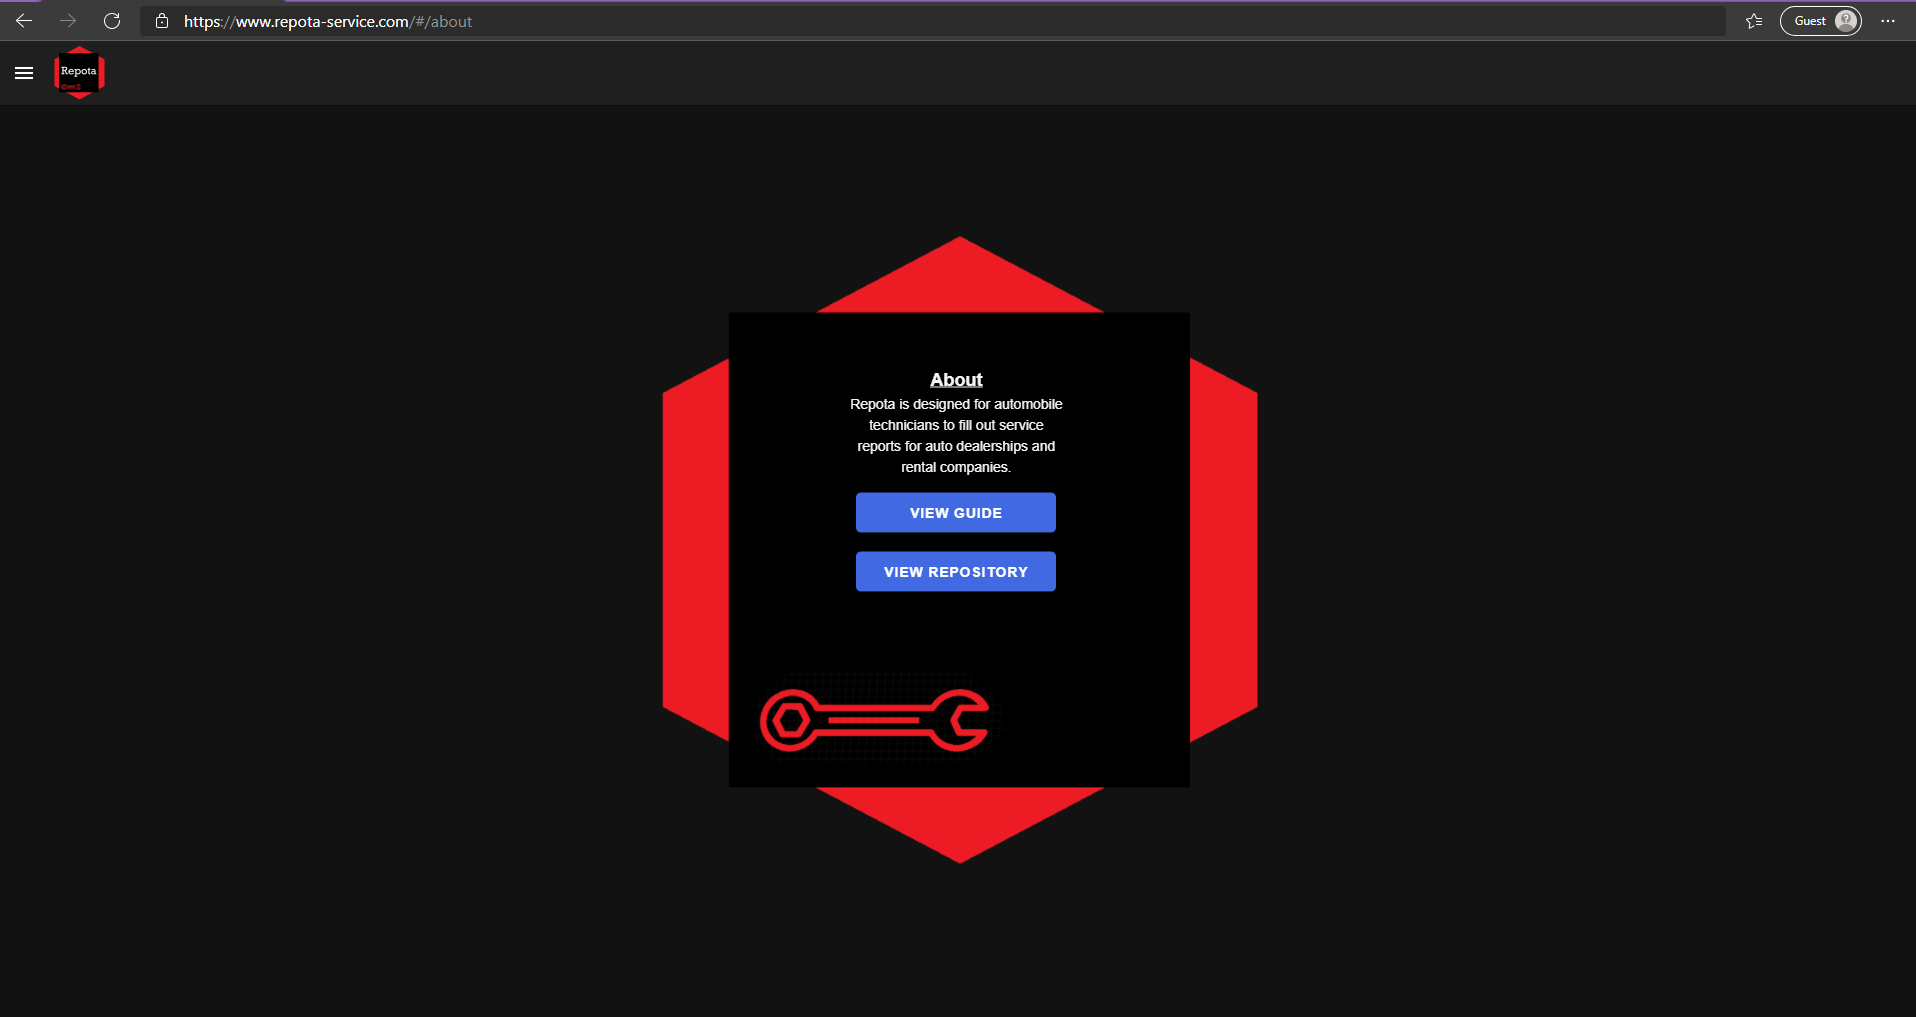 https://www.repota-service.com/#/about
Guest
Repota
About
Repota is designed for automobile
technicians to fill out service
reports for auto dealerships and
rental companies.
VIEW GUIDE
VIEW REPOSITORY